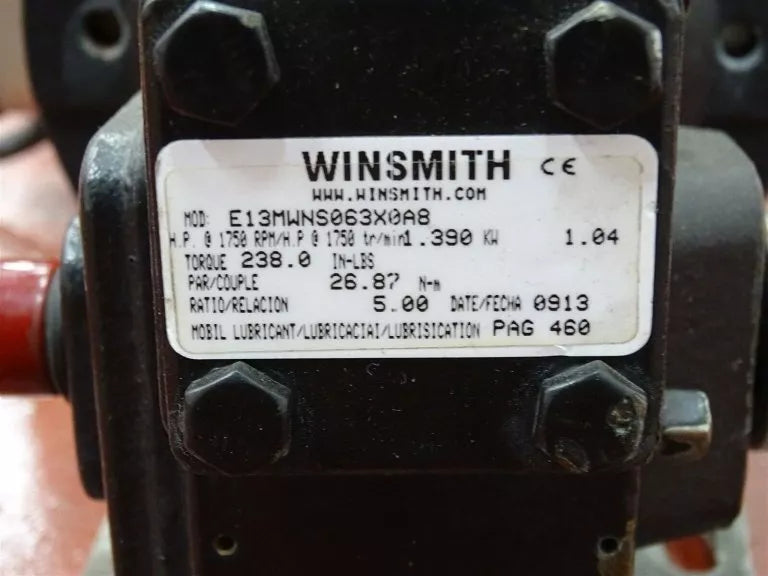 WINSMITH CE
WWW.WINSMITH.COM
MOD: E13MWNS063X0A8
H.P. @ 1750 RPM/H.P @ 1750 tr/min1.390 KW 1.04
TORQUE 238.0 IN-LBS
PAR/COUPLE 26.87 N-m
RATIO/RELACION 5.00 DATE/FECHA 0913
MOBIL LUBRICANT/LUBRICACIAI/LUBRISICATION PAG 460